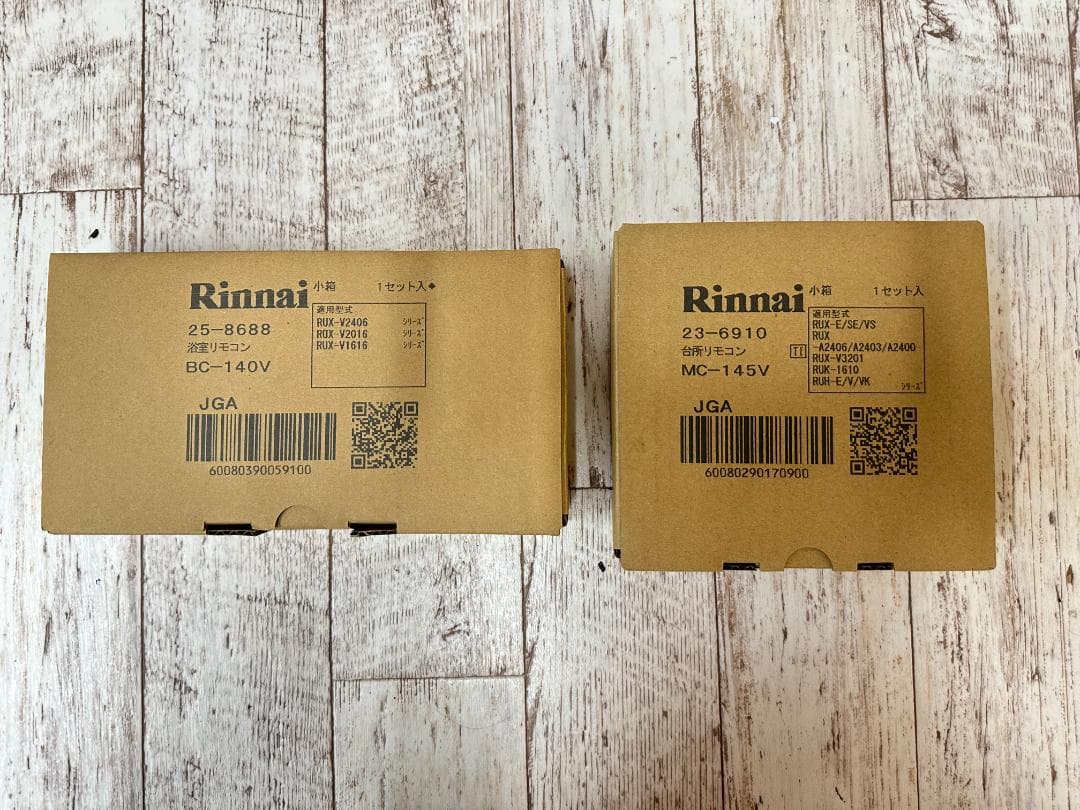 Rinnai 小箱 1セット入◆
適用型式
RUX-V2406 シリーズ
RUX-V2016 シリーズ
RUX-V1616 シリーズ
25-8688
浴室リモコン
BC-140V
JGA
60080390059100
Rinnai 小箱 1セット入
適用型式
RUX-E/SE/VS
RUX
-A2406/A2403/A2400
RUX-V3201
RUK-1610
RUH-E/V/VK シリーズ
23-6910
台所リモコン
MC-145V
JGA
60080290170900